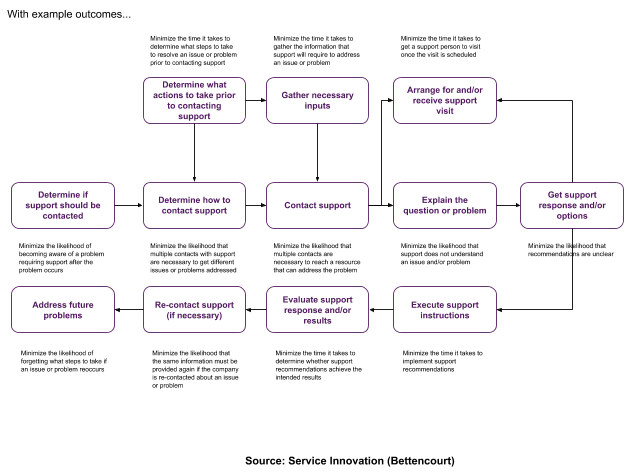 With example outcomes...
Minimize the time it takes to
determine what steps to take
to resolve an issue or problem
prior to contacting support
Minimize the time it takes to
gather the information that
support will require to address
an issue or problem
Minimize the time it takes to
get a support person to visit
once the visit is scheduled
Determine what
actions to take prior
to contacting
support
Gather necessary
inputs
Arrange for and/or
receive support
visit
Determine if
support should be
contacted
Determine how to
contact support
Contact support
Explain the
question or problem
Get support
response and/or
options
Minimize the likelihood of
becoming aware of a problem
requiring support after the
problem occurs
Minimize the likelihood that
multiple contacts with support
are necessary to get different
issues or problems addressed
Minimize the likelihood that
multiple contacts are
necessary to reach a resource
that can address the problem
Minimize the likelihood that
support does not understand
an issue and/or problem
Minimize the likelihood that
recommendations are unclear
Address future
problems
Re-contact support
(if necessary)
Evaluate support
response and/or
results
Execute support
instructions
Minimize the likelihood of
forgetting what steps to take if
an issue or problem reoccurs
Minimize the likelihood that
the same information must be
provided again if the company
is re-contacted about an issue
or problem
Minimize the time it takes to
determine whether support
recommendations achieve the
intended results
Minimize the time it takes to
implement support
recommendations
Source: Service Innovation (Bettencourt)